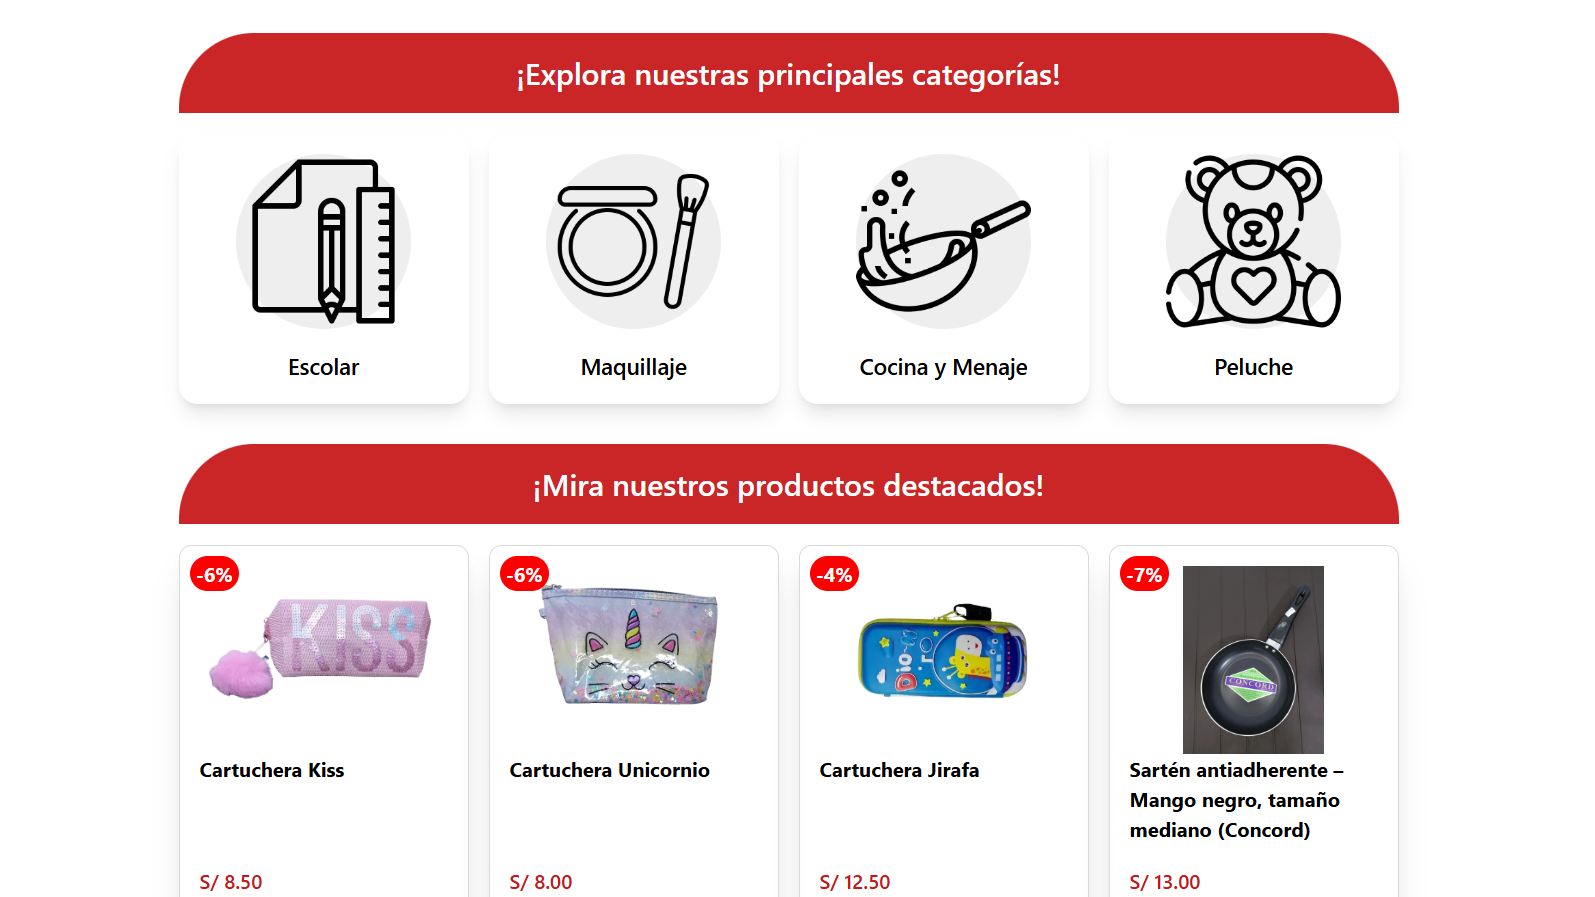 ¡Explora nuestras principales categorías!
Escolar
Maquillaje
Cocina y Menaje
Peluche
¡Mira nuestros productos destacados!
-6%
KISS
Cartuchera Kiss
S/ 8.50
-6%
Cartuchera Unicornio
S/ 8.00
-4%
Cartuchera Jirafa
S/ 12.50
-7%
CONCORD
Sartén antiadherente –
Mango negro, tamaño
mediano (Concord)
S/ 13.00